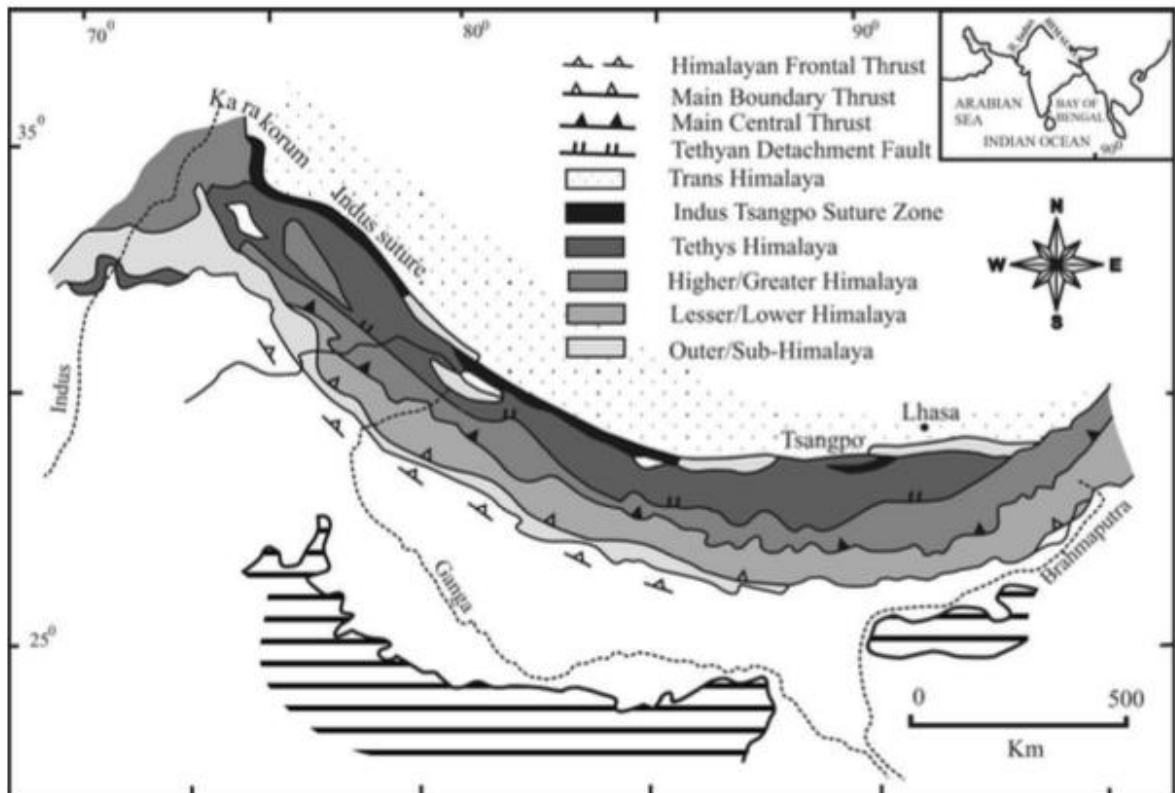 70⁰
80⁰
90⁰
35⁰
25⁰
Ka ra korum
Indus suture
Indus
Ganga
Tsangpo
Lhasa
Brahmaputra
Himalayan Frontal Thrust
Main Boundary Thrust
Main Central Thrust
Tethyan Detachment Fault
Trans Himalaya
Indus Tsangpo Suture Zone
Tethys Himalaya
Higher/Greater Himalaya
Lesser/Lower Himalaya
Outer/Sub-Himalaya
ARABIAN
SEA
BAY OF
BENGAL
INDIAN OCEAN
90⁰
N
W
E
S
0
500
Km